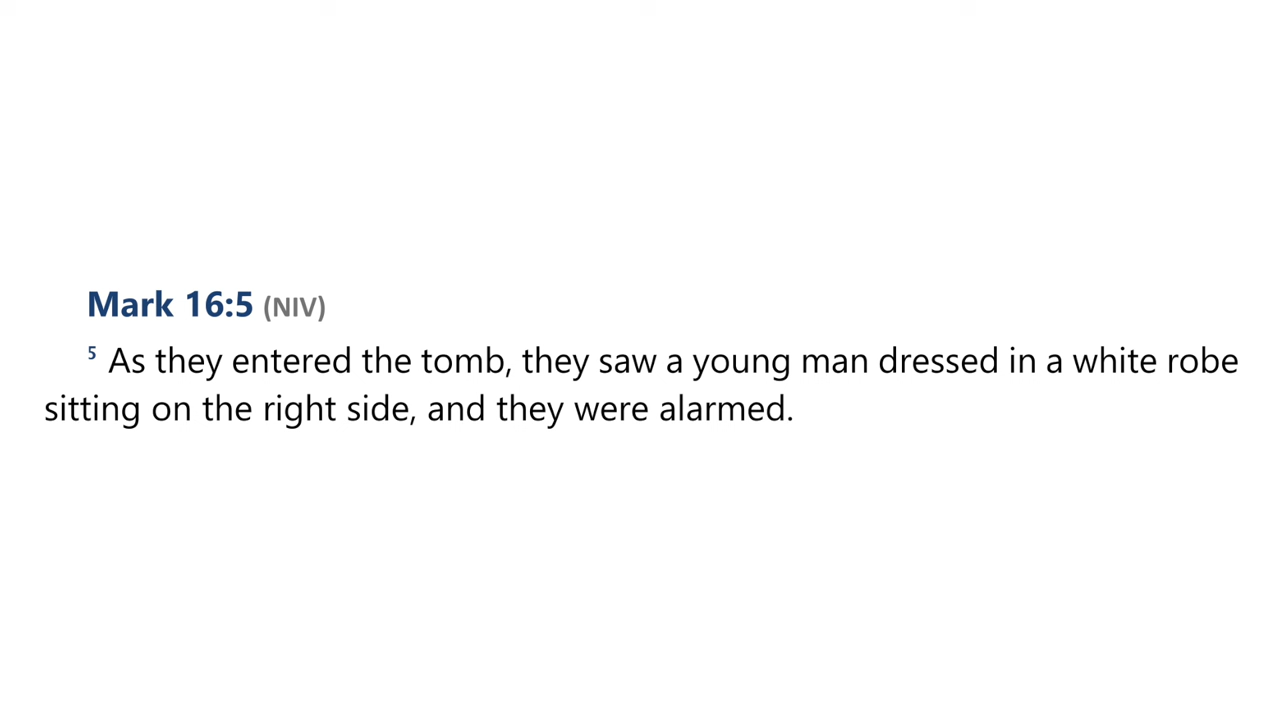 Mark 16:5 (NIV)
5 As they entered the tomb, they saw a young man dressed in a white robe
sitting on the right side, and they were alarmed.